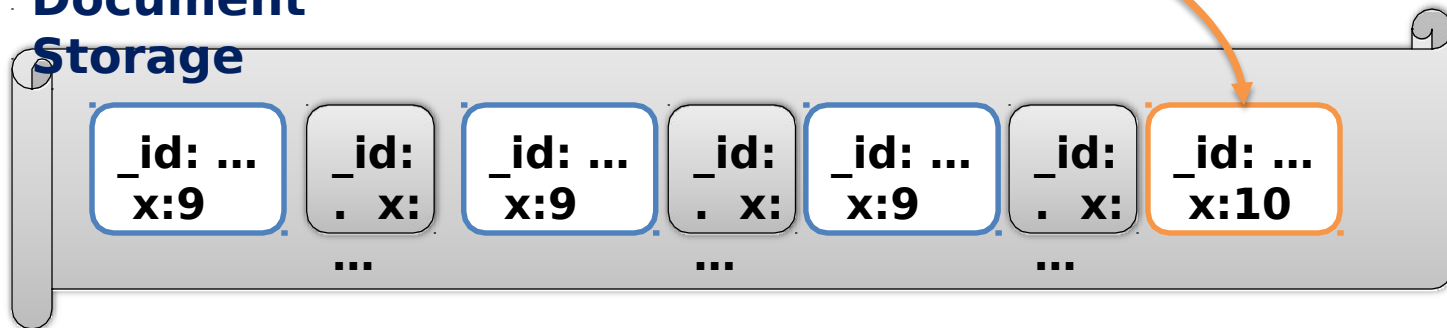 Document
Storage
_id: ...
x:9
_id:
. x:
...
_id: ...
x:9
_id:
. x:
...
_id: ...
x:9
_id:
. x:
...
_id: ...
x:10